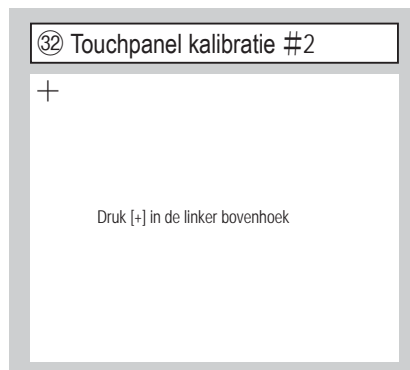 ㉜ Touchpanel kalibratie #2
+
Druk [+] in de linker bovenhoek